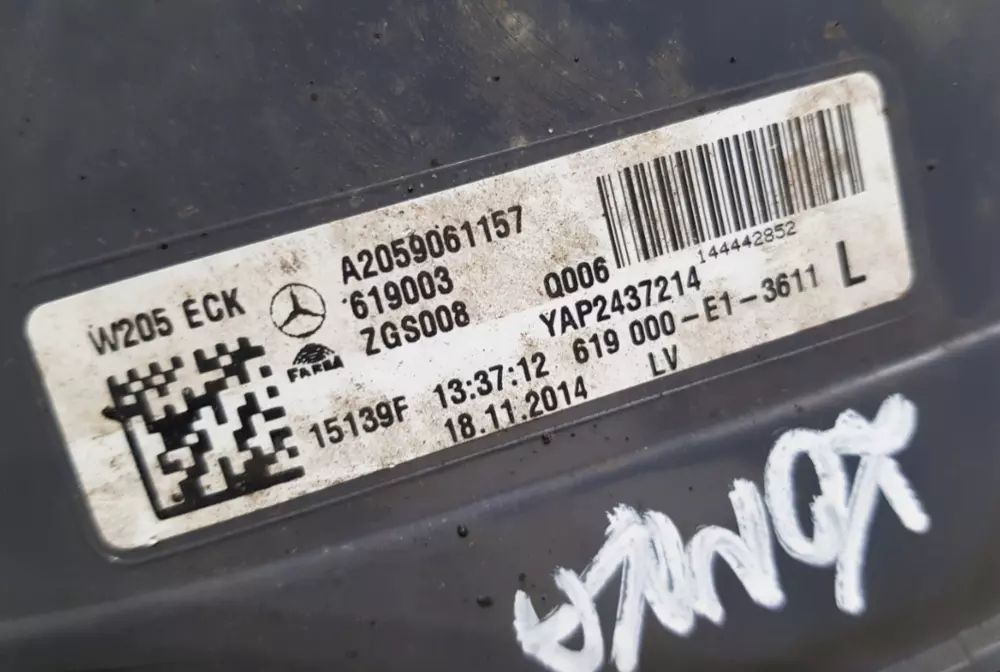 W205 ECK
A2059061157
619003
ZGS008
Q006
144442852
YAP2437214
619 000-E1-3611
L
15139F
13:37:12
18.11.2014
LV